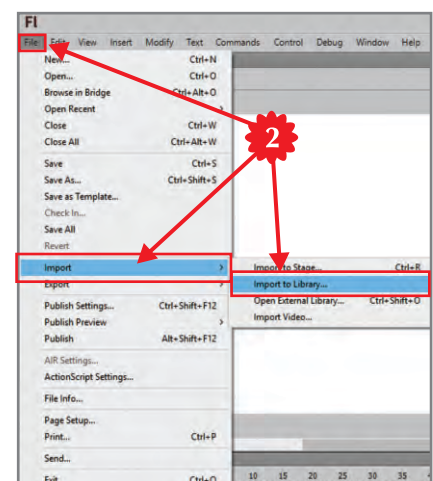 Fl
File Edit View Insert Modify Text Commands Control Debug Window Help
New... Ctrl+N
Open... Ctrl+O
Browse in Bridge Ctrl+Alt+O
Open Recent >
Close Ctrl+W
Close All Ctrl+Alt+W
2
Save Ctrl+S
Save As... Ctrl+Shift+S
Save as Template...
Check In...
Save All
Revert
Import > Import to Stage... Ctrl+R
Export > Import to Library...
Publish Settings... Ctrl+Shift+F12 Open External Library... Ctrl+Shift+O
Publish Preview > Import Video...
Publish Alt+Shift+F12
AIR Settings...
ActionScript Settings...
File Info...
Page Setup...
Print... Ctrl+P
Send...
Exit Ctrl+Q 10 15 20 25 30 35